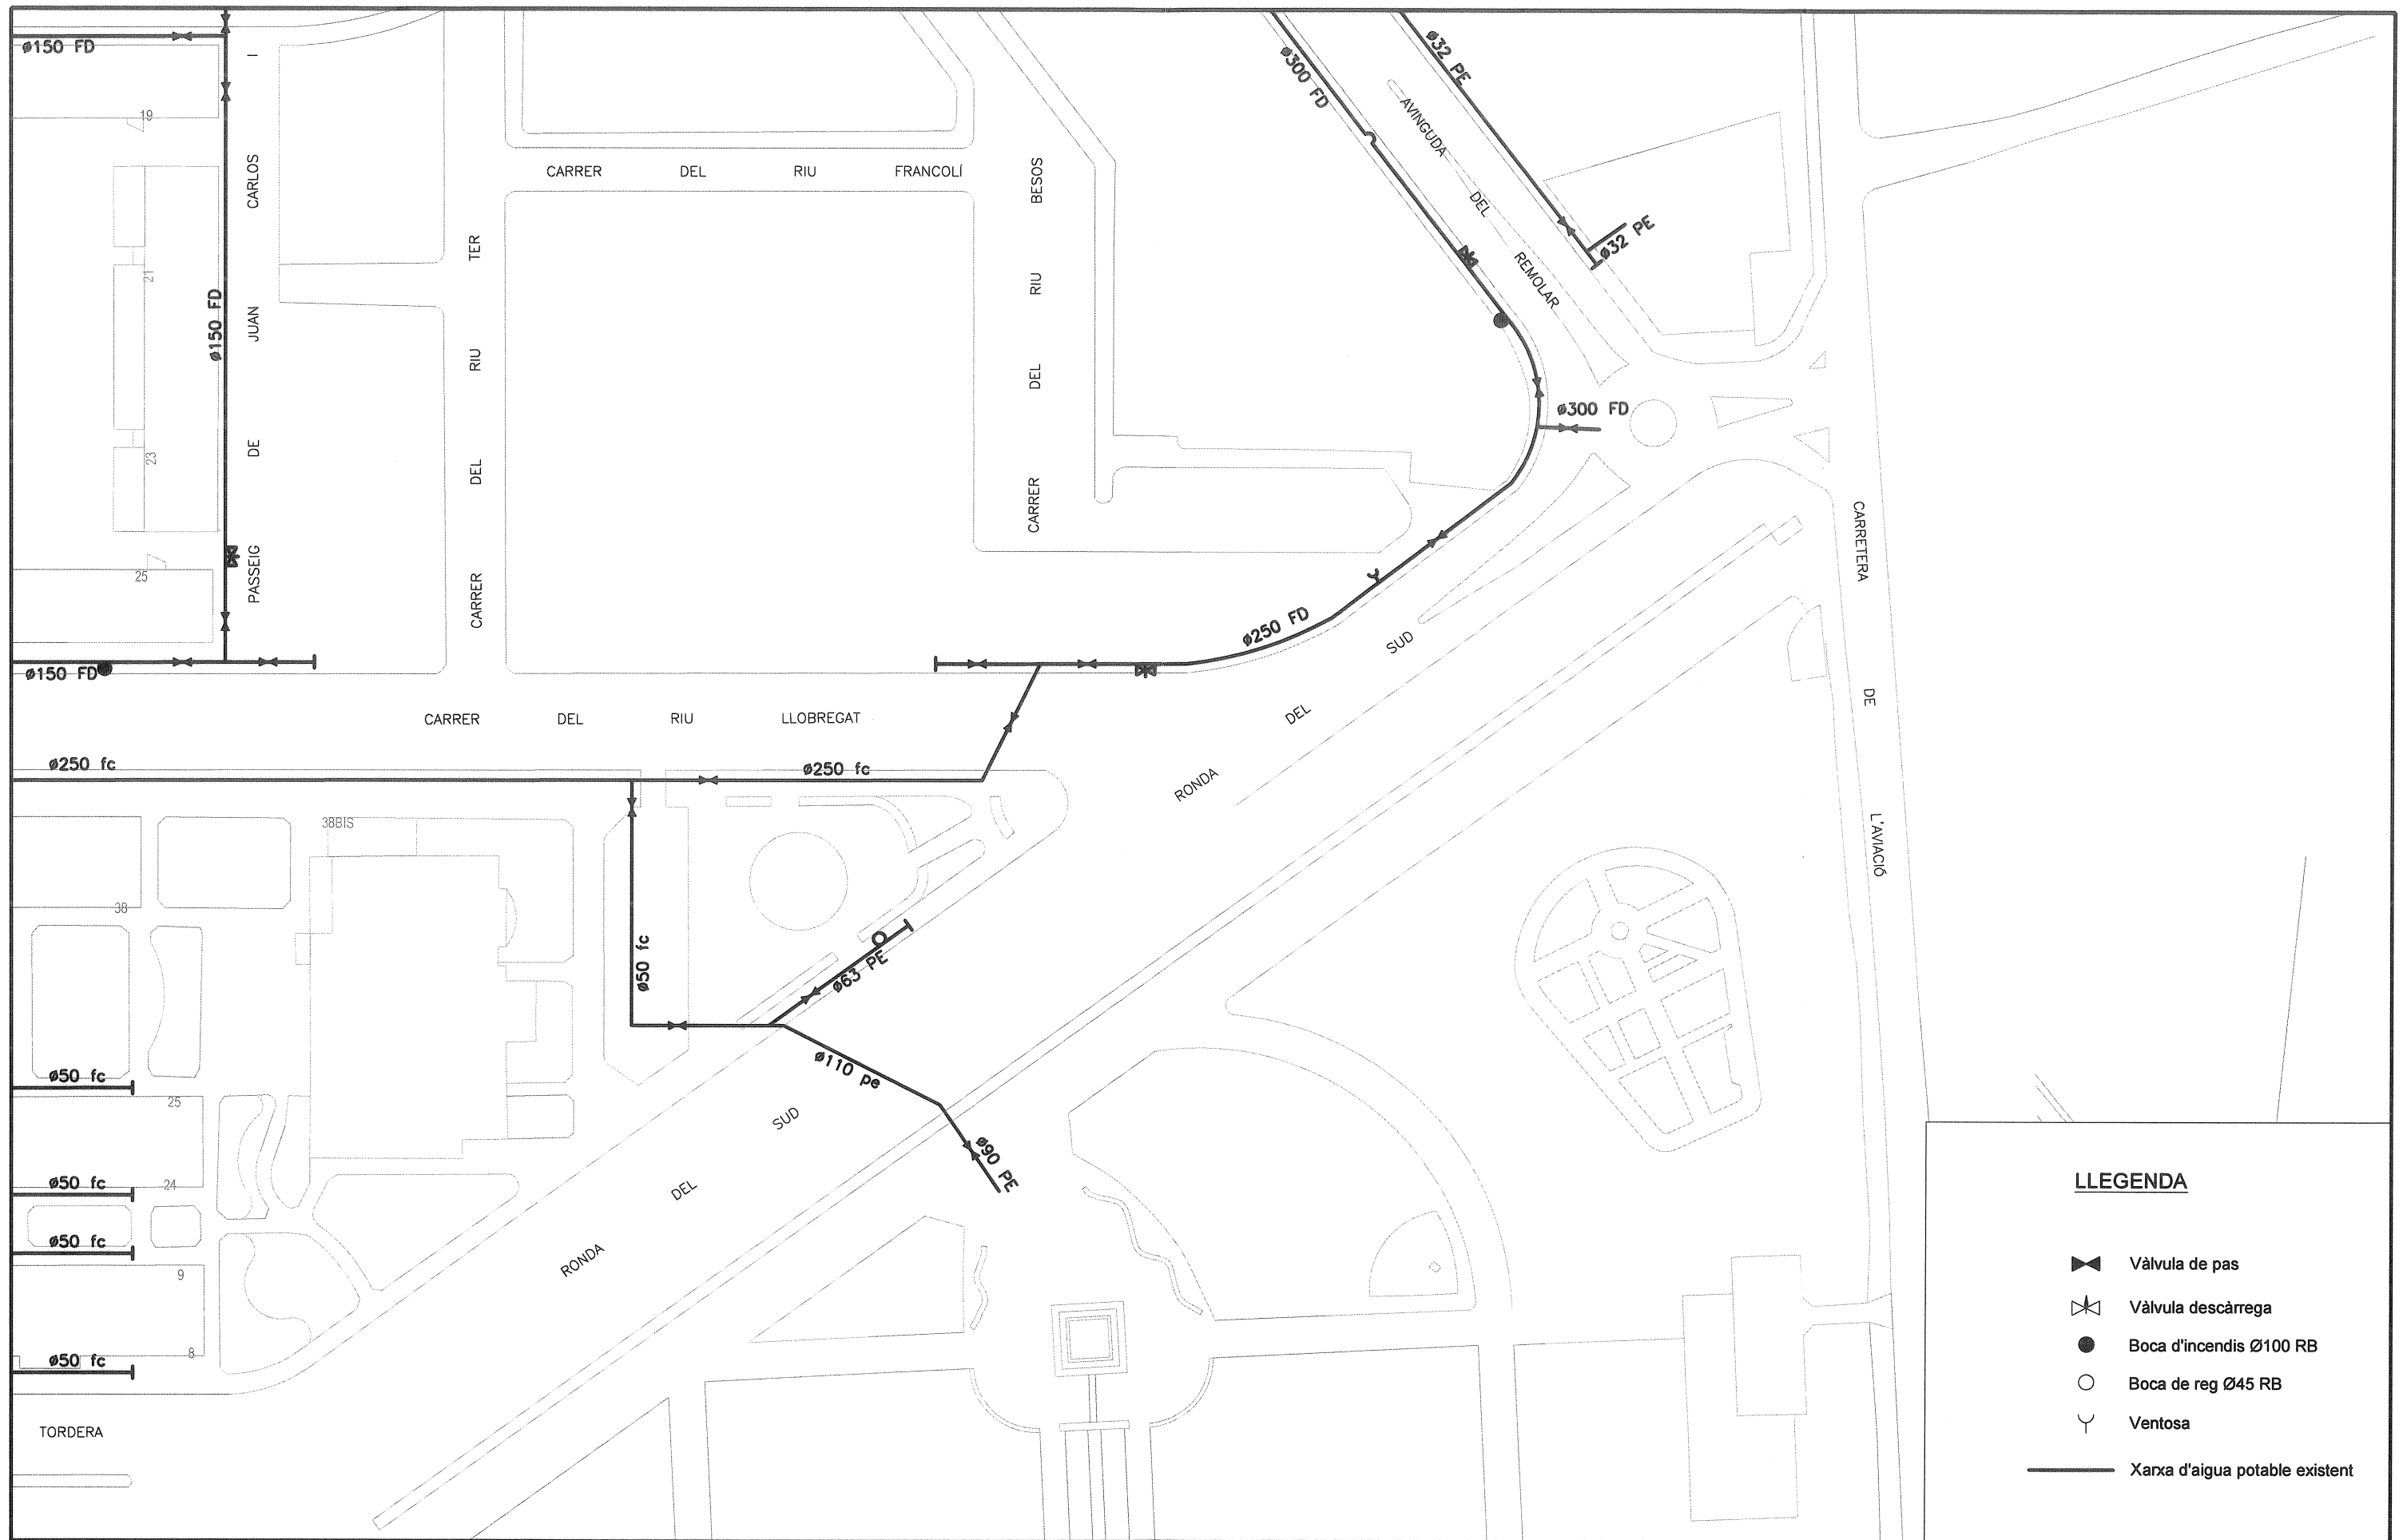 ø150 FD
19
21
23
25
ø150 FD
PASSEIG DE JUAN CARLOS I
ø150 FD
CARRER DEL RIU TER
CARRER DEL RIU FRANCOLÍ
CARRER DEL RIU BESOS
ø300 FD
ø32 PE
AVINGUDA DEL REMOLAR
ø32 PE
ø300 FD
ø250 FD
RONDA DEL SUD
CARRETERA DE L'AVIACIÓ
CARRER DEL RIU LLOBREGAT
ø250 fc
ø250 fc
38BIS
38
ø50 fc
ø63 PE
ø110 pe
ø90 PE
RONDA DEL SUD
ø50 fc
25
ø50 fc
24
ø50 fc
9
8
ø50 fc
TORDERA
LLEGENDA
Vàlvula de pas
Vàlvula descàrrega
Boca d'incendis Ø100 RB
Boca de reg Ø45 RB
Ventosa
Xarxa d'aigua potable existent